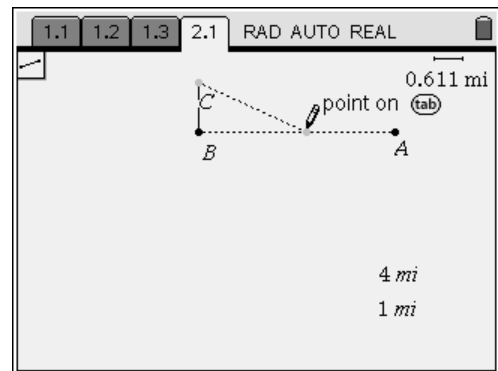 1.1 1.2 1.3 2.1 RAD AUTO REAL
0.611 mi
C
point on tab
B
A
4 mi
1 mi